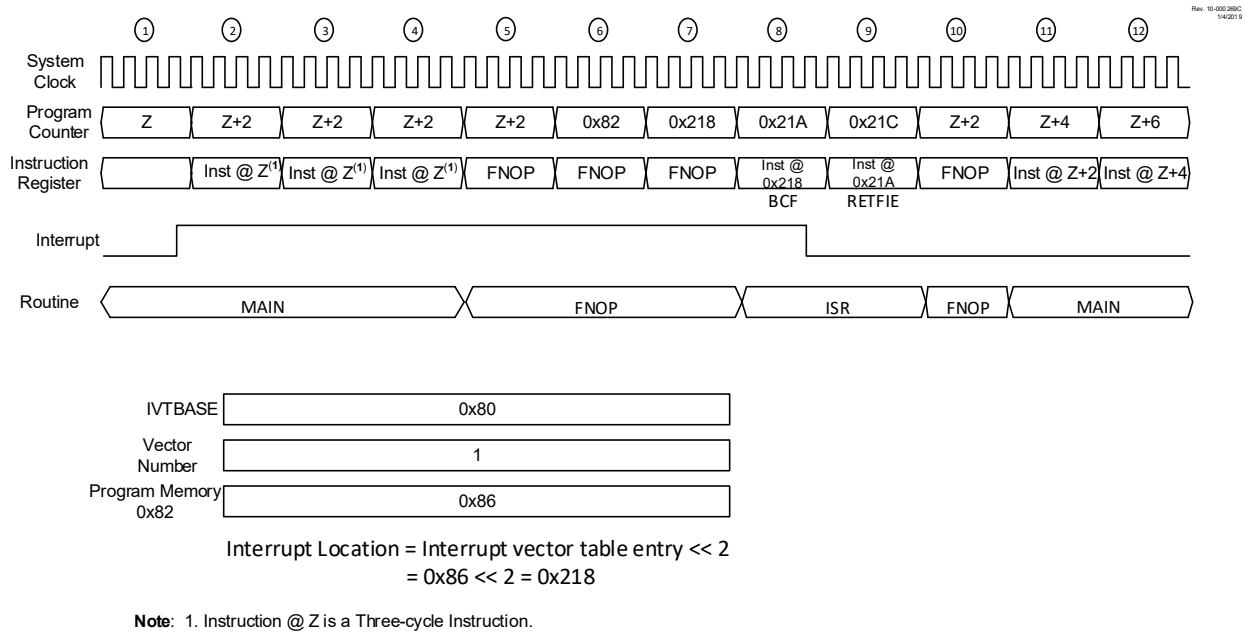 Rev. 10-000 269C
1/4/201 9
1 2 3 4 5 6 7 8 9 10 11 12
System
Clock
Program
Counter
Z Z+2 Z+2 Z+2 Z+2 0x82 0x218 0x21A 0x21C Z+2 Z+4 Z+6
Instruction
Register
Inst @ Z(1) Inst @ Z(1) Inst @ Z(1) FNOP FNOP FNOP Inst @ 0x218 Inst @ 0x21A FNOP Inst @ Z+2 Inst @ Z+4
BCF RETFIE
Interrupt
Routine MAIN FNOP ISR FNOP MAIN
IVTBASE 0x80
Vector
Number
1
Program Memory
0x82
0x86
Interrupt Location = Interrupt vector table entry << 2
= 0x86 << 2 = 0x218
Note: 1. Instruction @ Z is a Three-cycle Instruction.